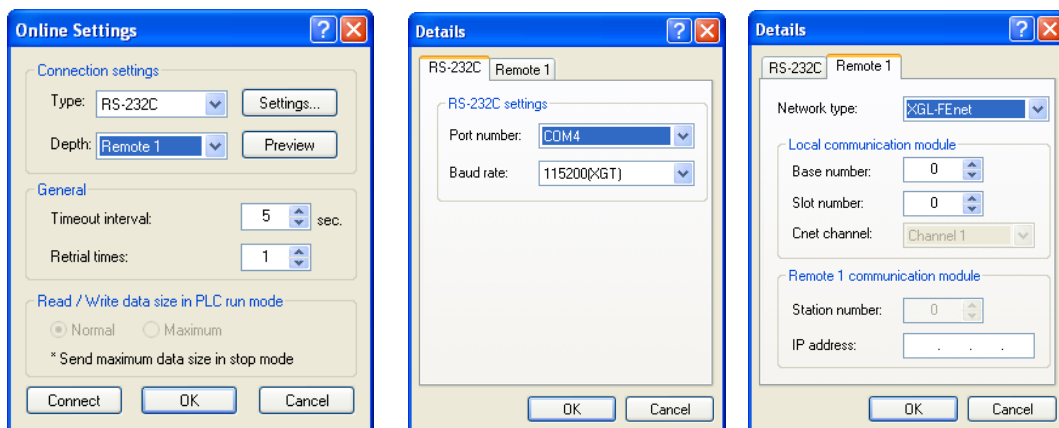 Online Settings
Connection settings
Type: RS-232C Settings...
Depth: Remote 1 Preview
General
Timeout interval: 5 sec.
Retrial times: 1
Read / Write data size in PLC run mode
Normal Maximum
* Send maximum data size in stop mode
Connect OK Cancel
Details
RS-232C Remote 1
RS-232C settings
Port number: COM4
Baud rate: 115200(XGT)
OK Cancel
Details
RS-232C Remote 1
Network type: XGL-FEnet
Local communication module
Base number: 0
Slot number: 0
Cnet channel: Channel 1
Remote 1 communication module
Station number: 0
IP address: . . .
OK Cancel